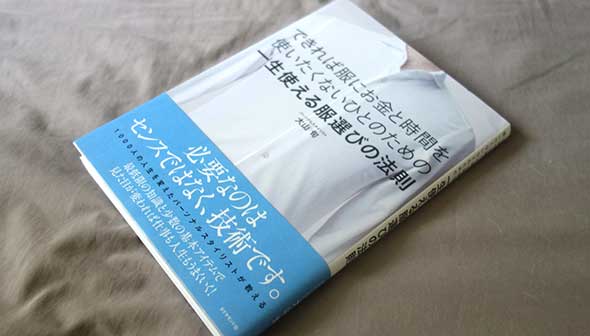 できれば服にお金と時間を
使いたくないひとのための
一生使える服選びの法則
大山 旬
必要なのは
センスではなく、技術です。
1,000人の人生を変えたパーソナルスタイリストが教える
最低限の知識と少数の基本アイテムで
見た目が変われば仕事も人生もうまくいく!